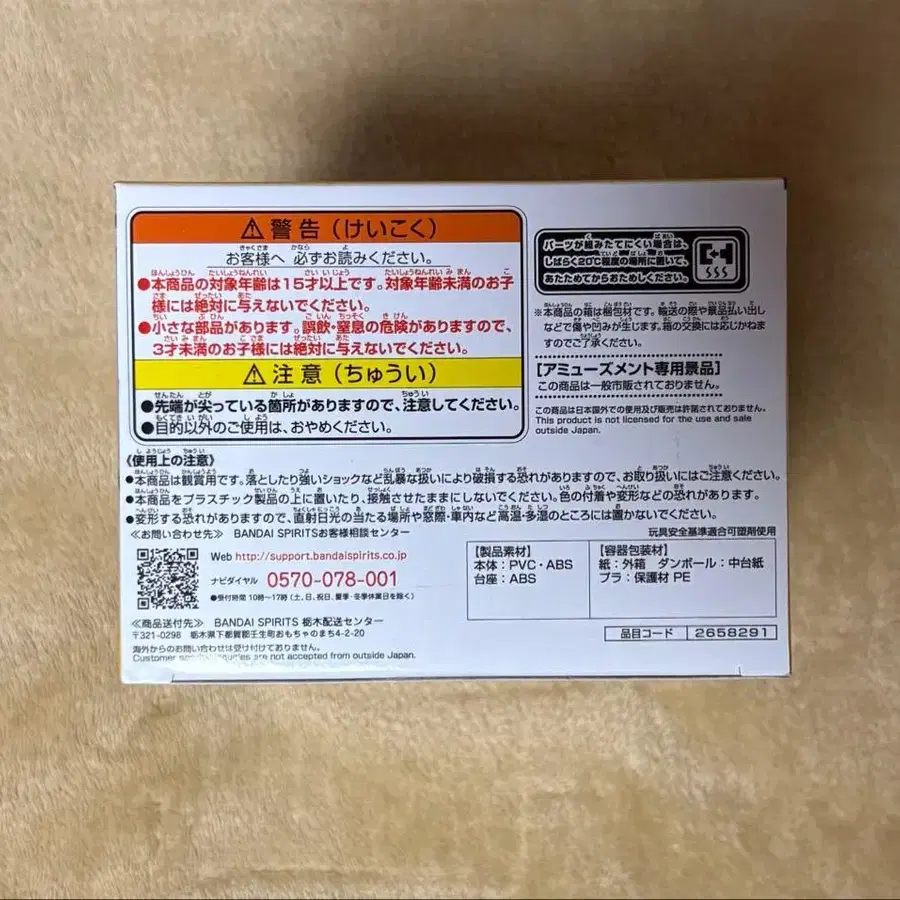 ⚠警告（けいこく）
お客様へ 必ずお読みください。
●本商品の対象年齢は15才以上です。対象年齢未満のお子
様には絶対に与えないでください。
●小さな部品があります。誤飲・窒息の危険がありますので、
3才未満のお子様には絶対に与えないでください。
⚠注意（ちゅうい）
●先端が尖っている箇所がありますので、注意してください。
●目的以外のご使用は、おやめください。
パーツが組みたてにくい場合は、
しばらく20℃程度の場所に置いて、
あたためてからおためしください。
※本商品の箱は梱包材です。輸送の際や景品払い出し
などで傷や凹みが生じます。箱の交換には応じかねま
すのでご了承ください。
[アミューズメント専用景品]
この商品は一般市販されておりません。
この商品は日本国外での使用及び販売は許諾されておりません。
This product is not licensed for the use and sale
outside Japan.
《使用上の注意》
●本商品は観賞用です。落としたり強いショックなど乱暴な扱いにより破損する恐れがありますので、お取り扱いにはご注意ください。
●本商品をプラスチック製品の上に置いたり、接触させたままにしないでください。色の付着や変形などの恐れがあります。
●変形する恐れがありますので、直射日光の当たる場所や窓際・車内など高温・多湿のところには置かないでください。
≪お問い合わせ先≫ BANDAI SPIRITSお客様相談センター
Web http://support.bandaispirits.co.jp
ナビダイヤル 0570-078-001
●受付時間 10時〜17時（土、日、祝日、夏季・冬季休業日を除く）
≪商品送付先≫ BANDAI SPIRITS 栃木配送センター
〒321-0298 栃木県下都賀郡壬生町おもちゃのまち4-2-20
海外からのお問い合わせは受け付けておりません。
Customer inquiries are not accepted from outside Japan.
玩具安全基準適合可塑剤使用
【製品素材】
本体：PVC・ABS
台座：ABS
【容器包装材】
紙：外箱 ダンボール：中台紙
プラ：保護材 PE
品目コード 2658291